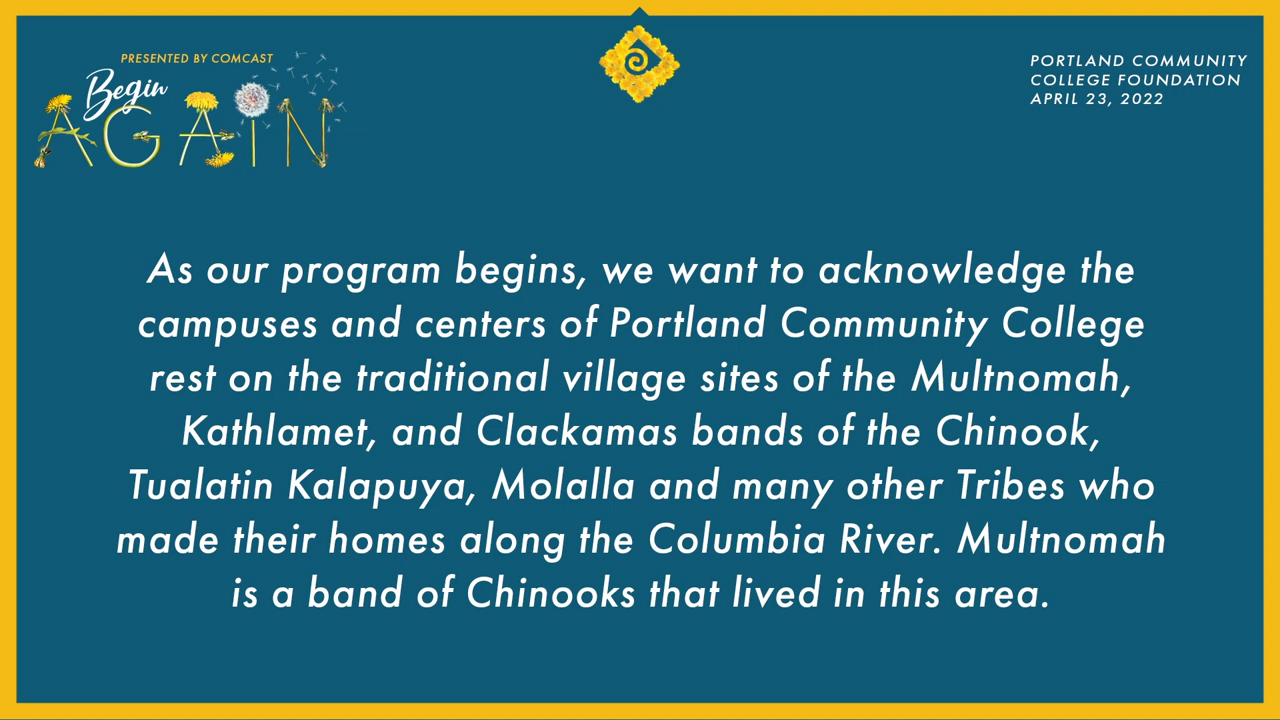 PRESENTED BY COMCAST
Begin
AGAIN
PORTLAND COMMUNITY
COLLEGE FOUNDATION
APRIL 23, 2022
As our program begins, we want to acknowledge the
campuses and centers of Portland Community College
rest on the traditional village sites of the Multnomah,
Kathlamet, and Clackamas bands of the Chinook,
Tualatin Kalapuya, Molalla and many other Tribes who
made their homes along the Columbia River. Multnomah
is a band of Chinooks that lived in this area.